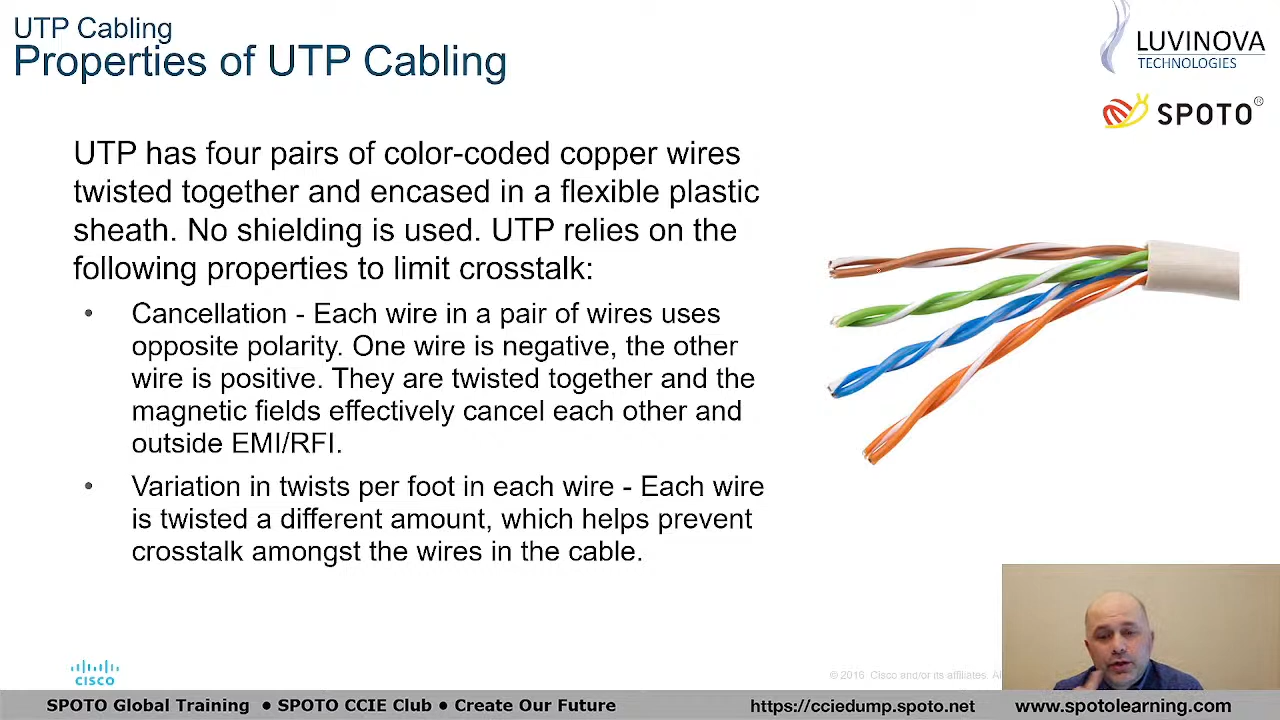 UTP Cabling
Properties of UTP Cabling
LUVINOVA
TECHNOLOGIES
SPOTO®
UTP has four pairs of color-coded copper wires
twisted together and encased in a flexible plastic
sheath. No shielding is used. UTP relies on the
following properties to limit crosstalk:
• Cancellation - Each wire in a pair of wires uses
opposite polarity. One wire is negative, the other
wire is positive. They are twisted together and the
magnetic fields effectively cancel each other and
outside EMI/RFI.
• Variation in twists per foot in each wire - Each wire
is twisted a different amount, which helps prevent
crosstalk amongst the wires in the cable.
CISCO
© 2016 Cisco and/or its affiliates.
SPOTO Global Training ● SPOTO CCIE Club ● Create Our Future https://cciedump.spoto.net www.spotolearning.com